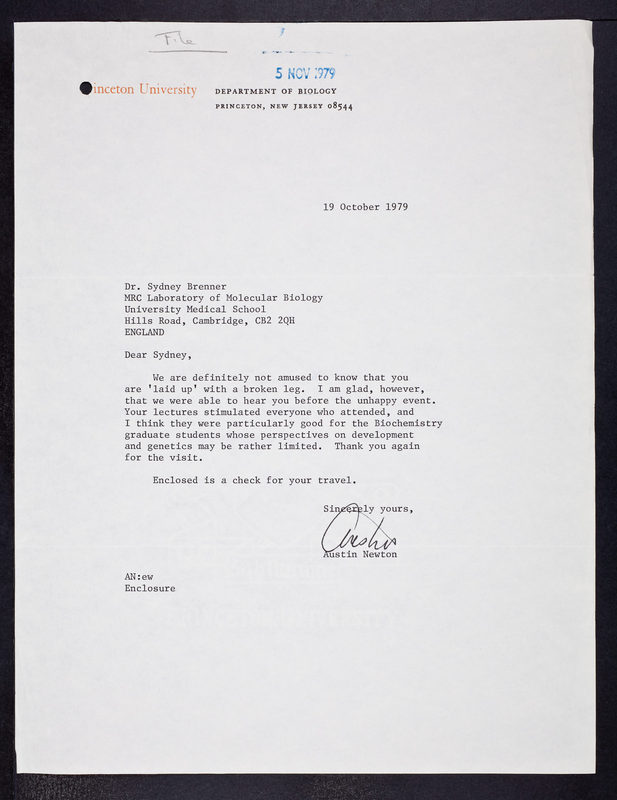 File
5 NOV 1979
inceton University
DEPARTMENT OF BIOLOGY
PRINCETON, NEW JERSEY 08544
19 October 1979
Dr. Sydney Brenner
MRC Laboratory of Molecular Biology
University Medical School
Hills Road, Cambridge, CB2 2QH
ENGLAND
Dear Sydney,
We are definitely not amused to know that you
are 'laid up' with a broken leg. I am glad, however,
that we were able to hear you before the unhappy event.
Your lectures stimulated everyone who attended, and
I think they were particularly good for the Biochemistry
graduate students whose perspectives on development
and genetics may be rather limited. Thank you again
for the visit.
Enclosed is a check for your travel.
Sincerely yours,
Austin
Austin Newton
AN:ew
Enclosure